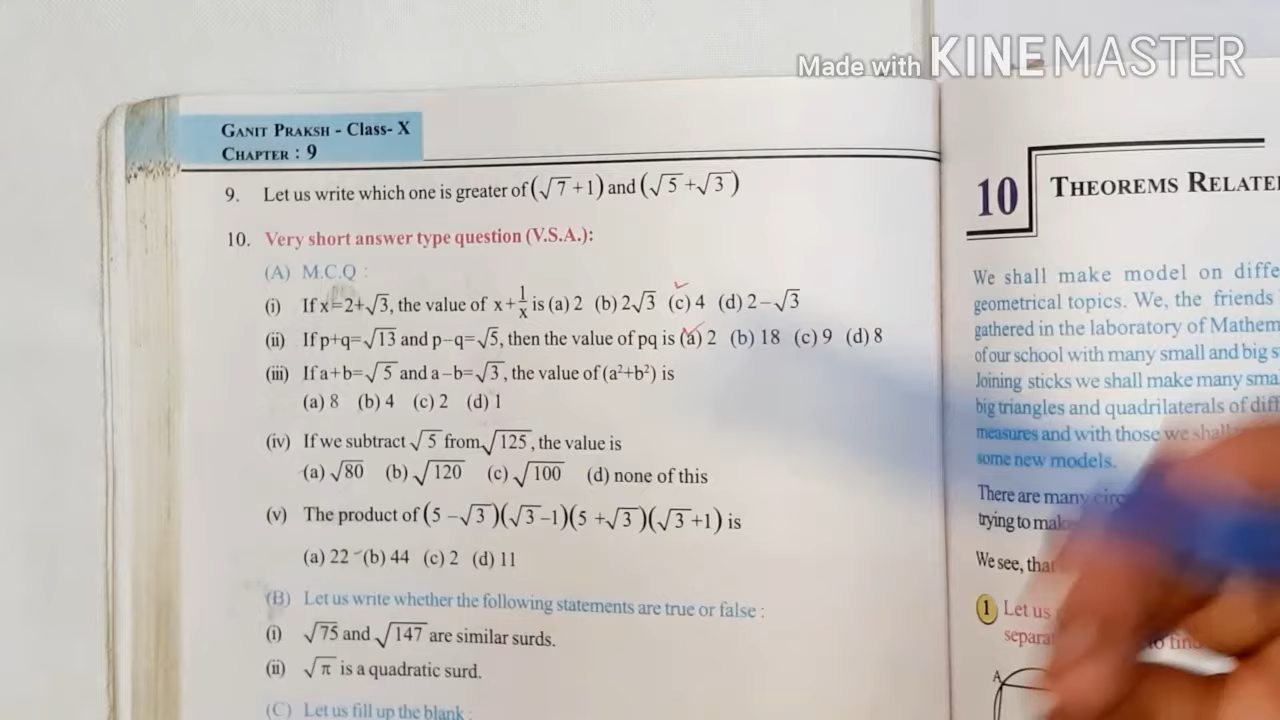 Made with KINEMASTER
GANIT PRAKSH - Class- X
CHAPTER : 9
9. Let us write which one is greater of (√7+1) and (√5+√3)
10. Very short answer type question (V.S.A.):
(A) M.C.Q :
(i) If x=2+√3, the value of x+1/x is (a) 2 (b) 2√3 (c) 4 (d) 2−√3
(ii) If p+q=√13 and p−q=√5, then the value of pq is (a) 2 (b) 18 (c) 9 (d) 8
(iii) If a+b=√5 and a−b=√3, the value of (a²+b²) is
(a) 8 (b) 4 (c) 2 (d) 1
(iv) If we subtract √5 from √125, the value is
(a) √80 (b) √120 (c) √100 (d) none of this
(v) The product of (5−√3)(√3−1)(5+√3)(√3+1) is
(a) 22 (b) 44 (c) 2 (d) 11
(B) Let us write whether the following statements are true or false :
(i) √75 and √147 are similar surds.
(ii) √π is a quadratic surd.
(C) Let us fill up the blank :
10 THEOREMS RELATE
We shall make model on diffe
geometrical topics. We, the friends
gathered in the laboratory of Mathem
of our school with many small and big s
Joining sticks we shall make many sma
big triangles and quadrilaterals of diff
measures and with those we shall
some new models.
There are many circ
trying to make
We see, that
1 Let us
separa to find
A